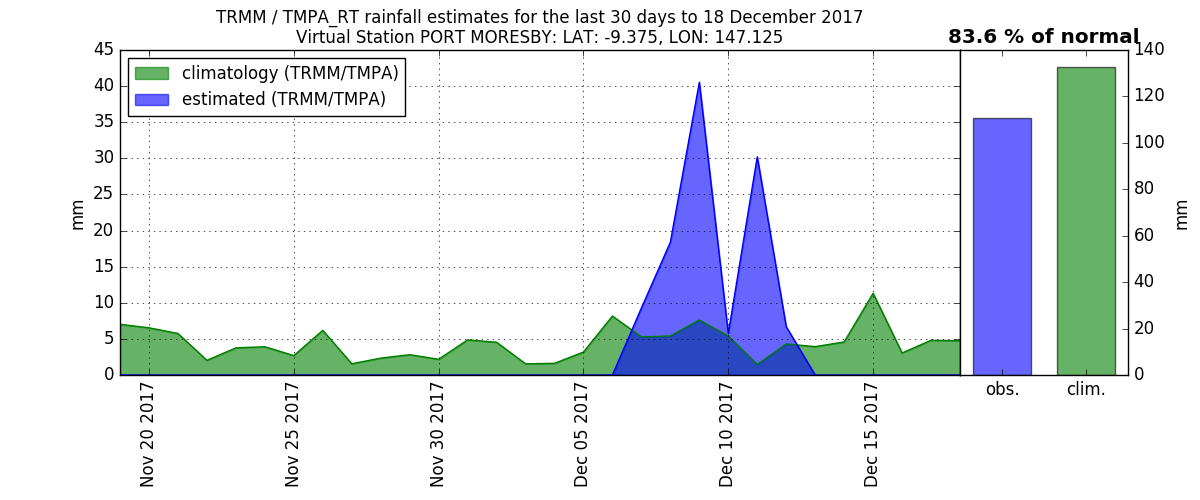 TRMM / TMPA_RT rainfall estimates for the last 30 days to 18 December 2017
Virtual Station PORT MORESBY: LAT: -9.375, LON: 147.125
83.6 % of normal
climatology (TRMM/TMPA)
estimated (TRMM/TMPA)
mm
45
40
35
30
25
20
15
10
5
0
Nov 20 2017
Nov 25 2017
Nov 30 2017
Dec 05 2017
Dec 10 2017
Dec 15 2017
obs.
clim.
140
120
100
80
60
40
20
0
mm